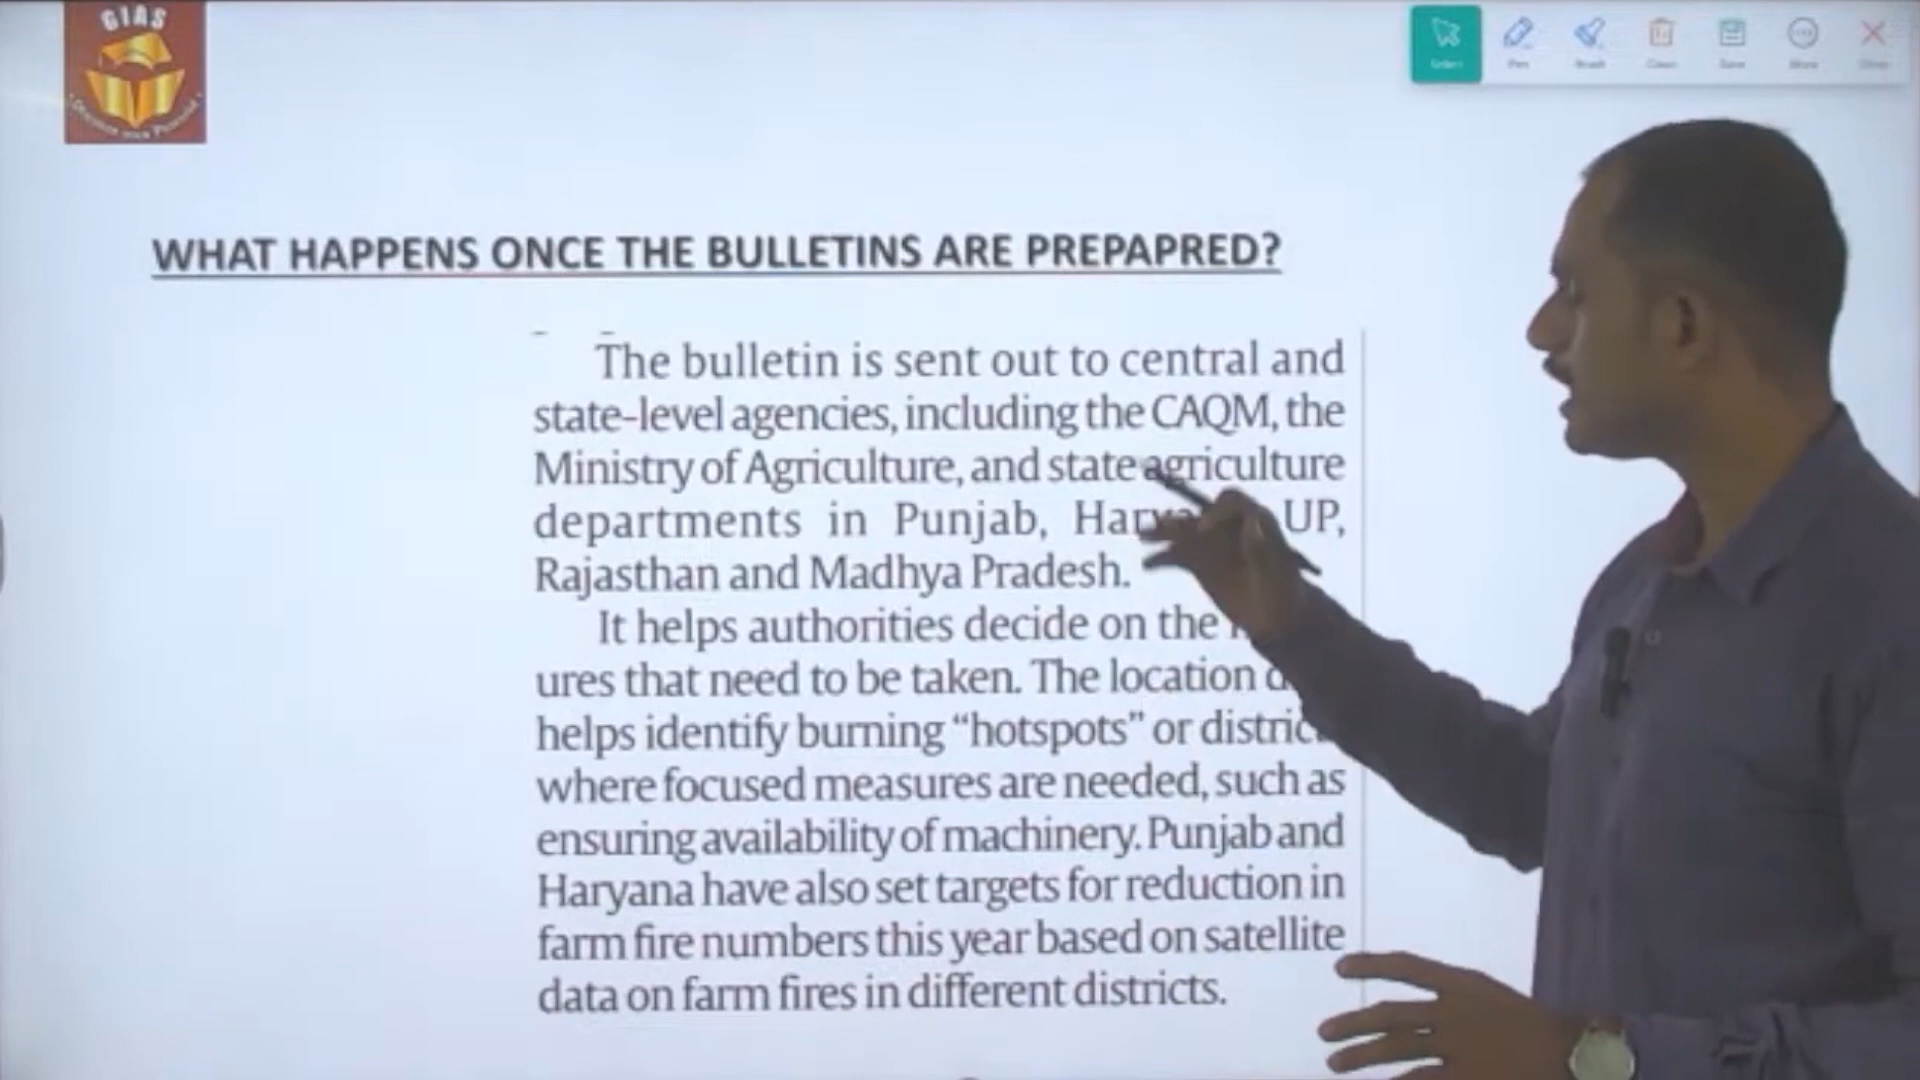 GIAS
Select
Pen
Save
More
WHAT HAPPENS ONCE THE BULLETINS ARE PREPAPRED?
The bulletin is sent out to central and
state-level agencies, including the CAQM, the
Ministry of Agriculture, and state agriculture
departments in Punjab, UP,
Rajasthan and Madhya Pradesh.
It helps authorities decide on the
ures that need to be taken. The location
helps identify burning “hotspots” or
where focused measures are needed, such as
ensuring availability of machinery. Punjab and
Haryana have also set targets for reduction in
farm fire numbers this year based on satellite
data on farm fires in different districts.